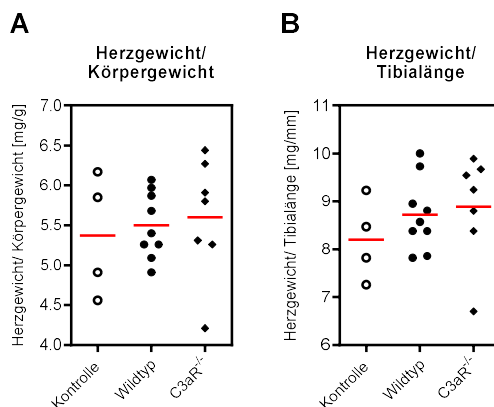 A
Herzgewicht/
Körpergewicht
Herzgewicht/ Körpergewicht [mg/g]
7.0
6.5
6.0
5.5
5.0
4.5
4.0
Kontrolle
Wildtyp
C3aR-/-
B
Herzgewicht/
Tibialänge
Herzgewicht/ Tibialänge [mg/mm]
11
10
9
8
7
6
Kontrolle
Wildtyp
C3aR-/-